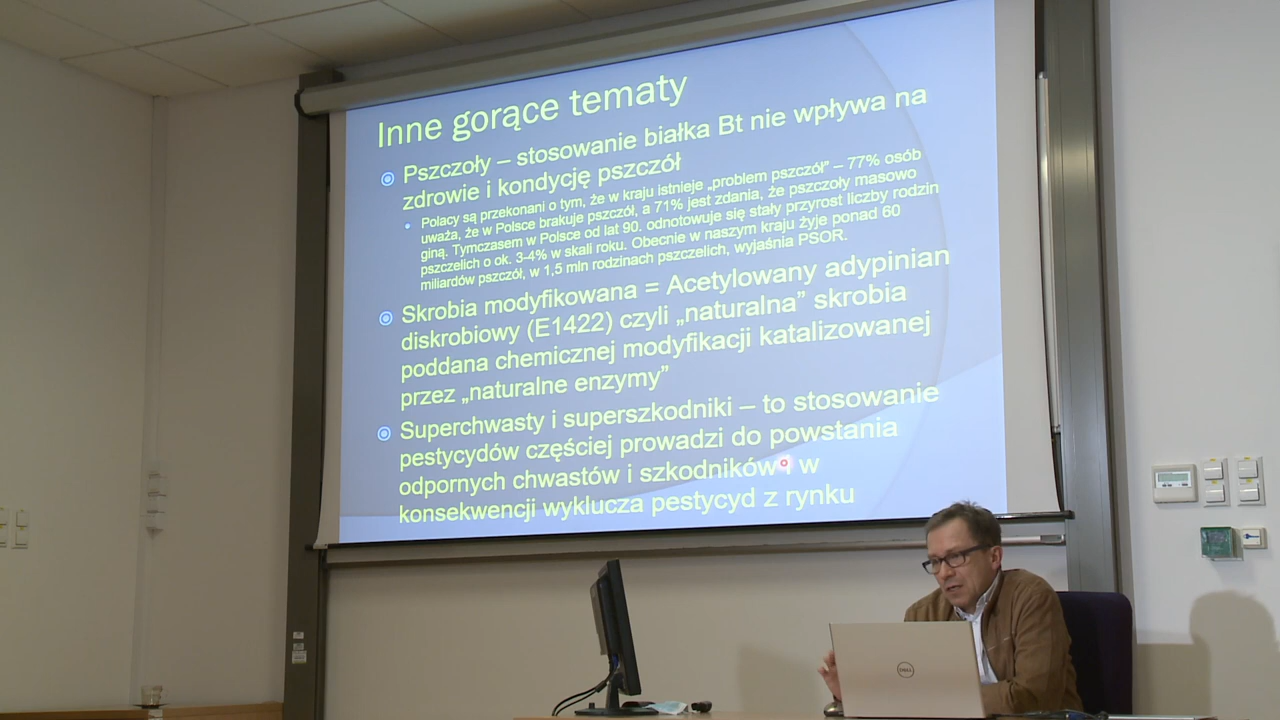 Inne gorące tematy
Pszczoły – stosowanie białka Bt nie wpływa na
zdrowie i kondycję pszczół
Polacy są przekonani o tym, że w kraju istnieje „problem pszczół” – 77% osób
uważa, że w Polsce brakuje pszczół, a 71% jest zdania, że pszczoły masowo
giną. Tymczasem w Polsce od lat 90. odnotowuje się stały przyrost liczby rodzin
pszczelich o ok. 3-4% w skali roku. Obecnie w naszym kraju żyje ponad 60
miliardów pszczół, w 1,5 mln rodzinach pszczelich, wyjaśnia PSOR.
Skrobia modyfikowana = Acetylowany adypinian
diskrobiowy (E1422) czyli „naturalna” skrobia
poddana chemicznej modyfikacji katalizowanej
przez „naturalne enzymy”
Superchwasty i superszkodniki – to stosowanie
pestycydów częściej prowadzi do powstania
odpornych chwastów i szkodników i w
konsekwencji wyklucza pestycyd z rynku
DELL